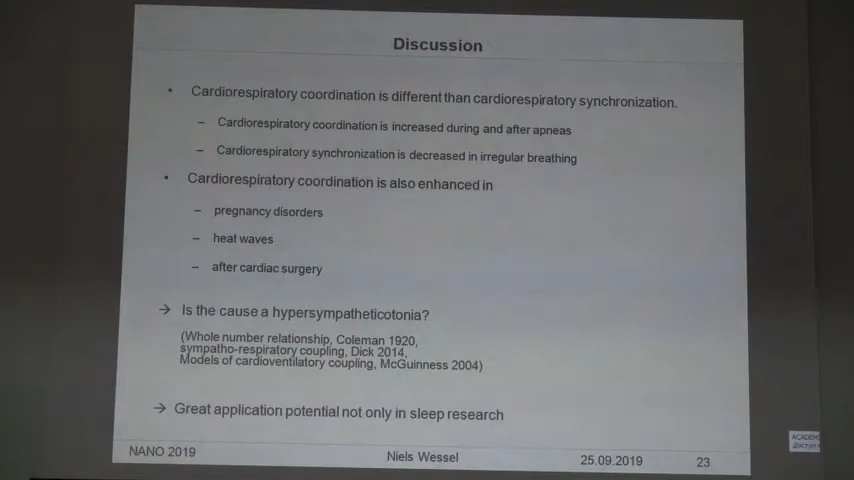 Discussion
• Cardiorespiratory coordination is different than cardiorespiratory synchronization.
– Cardiorespiratory coordination is increased during and after apneas
– Cardiorespiratory synchronization is decreased in irregular breathing
• Cardiorespiratory coordination is also enhanced in
– pregnancy disorders
– heat waves
– after cardiac surgery
→ Is the cause a hypersympatheticotonia?
(Whole number relationship, Coleman 1920,
sympatho-respiratory coupling, Dick 2014,
Models of cardioventilatory coupling, McGuinness 2004)
→ Great application potential not only in sleep research
NANO 2019 Niels Wessel 25.09.2019 23